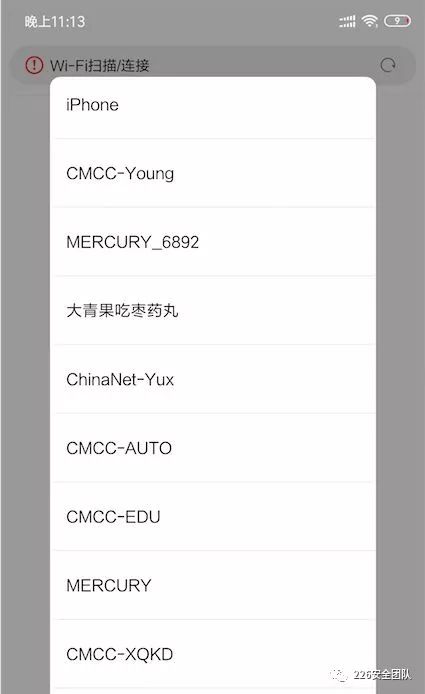 晚上11:13
9
Wi-Fi扫描/连接
iPhone
CMCC-Young
MERCURY_6892
大青果吃枣药丸
ChinaNet-Yux
CMCC-AUTO
CMCC-EDU
MERCURY
CMCC-XQKD
226安全团队